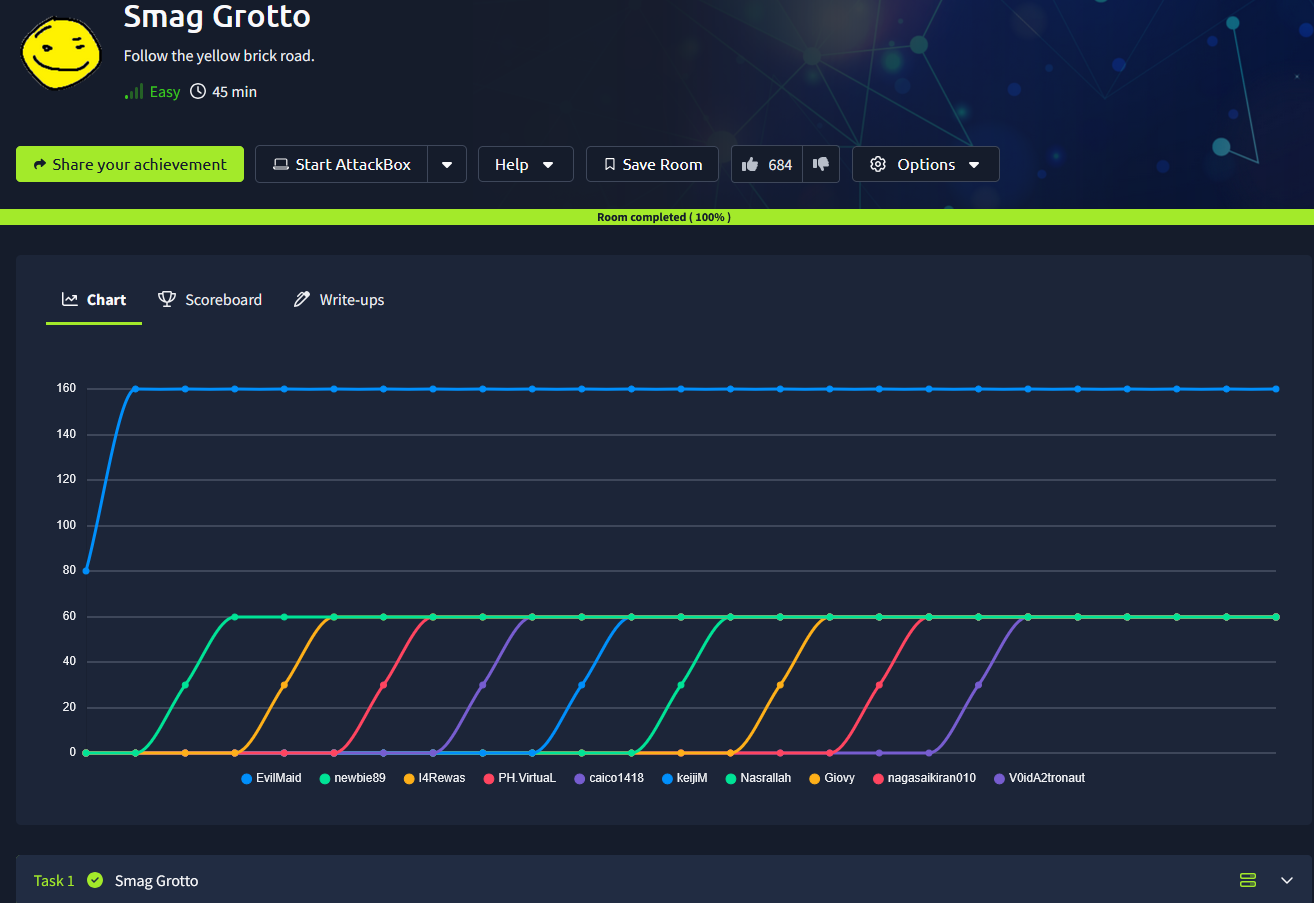 Smag Grotto
Follow the yellow brick road.
Easy 45 min
Share your achievement Start AttackBox Help Save Room 684 Options
Room completed ( 100% )
Chart Scoreboard Write-ups
160
140
120
100
80
60
40
20
0
EvilMaid newbie89 I4Rewas PH.VirtuaL caico1418 keijiM Nasrallah Giovy nagasaikiran010 V0idA2tronaut
Task 1 Smag Grotto